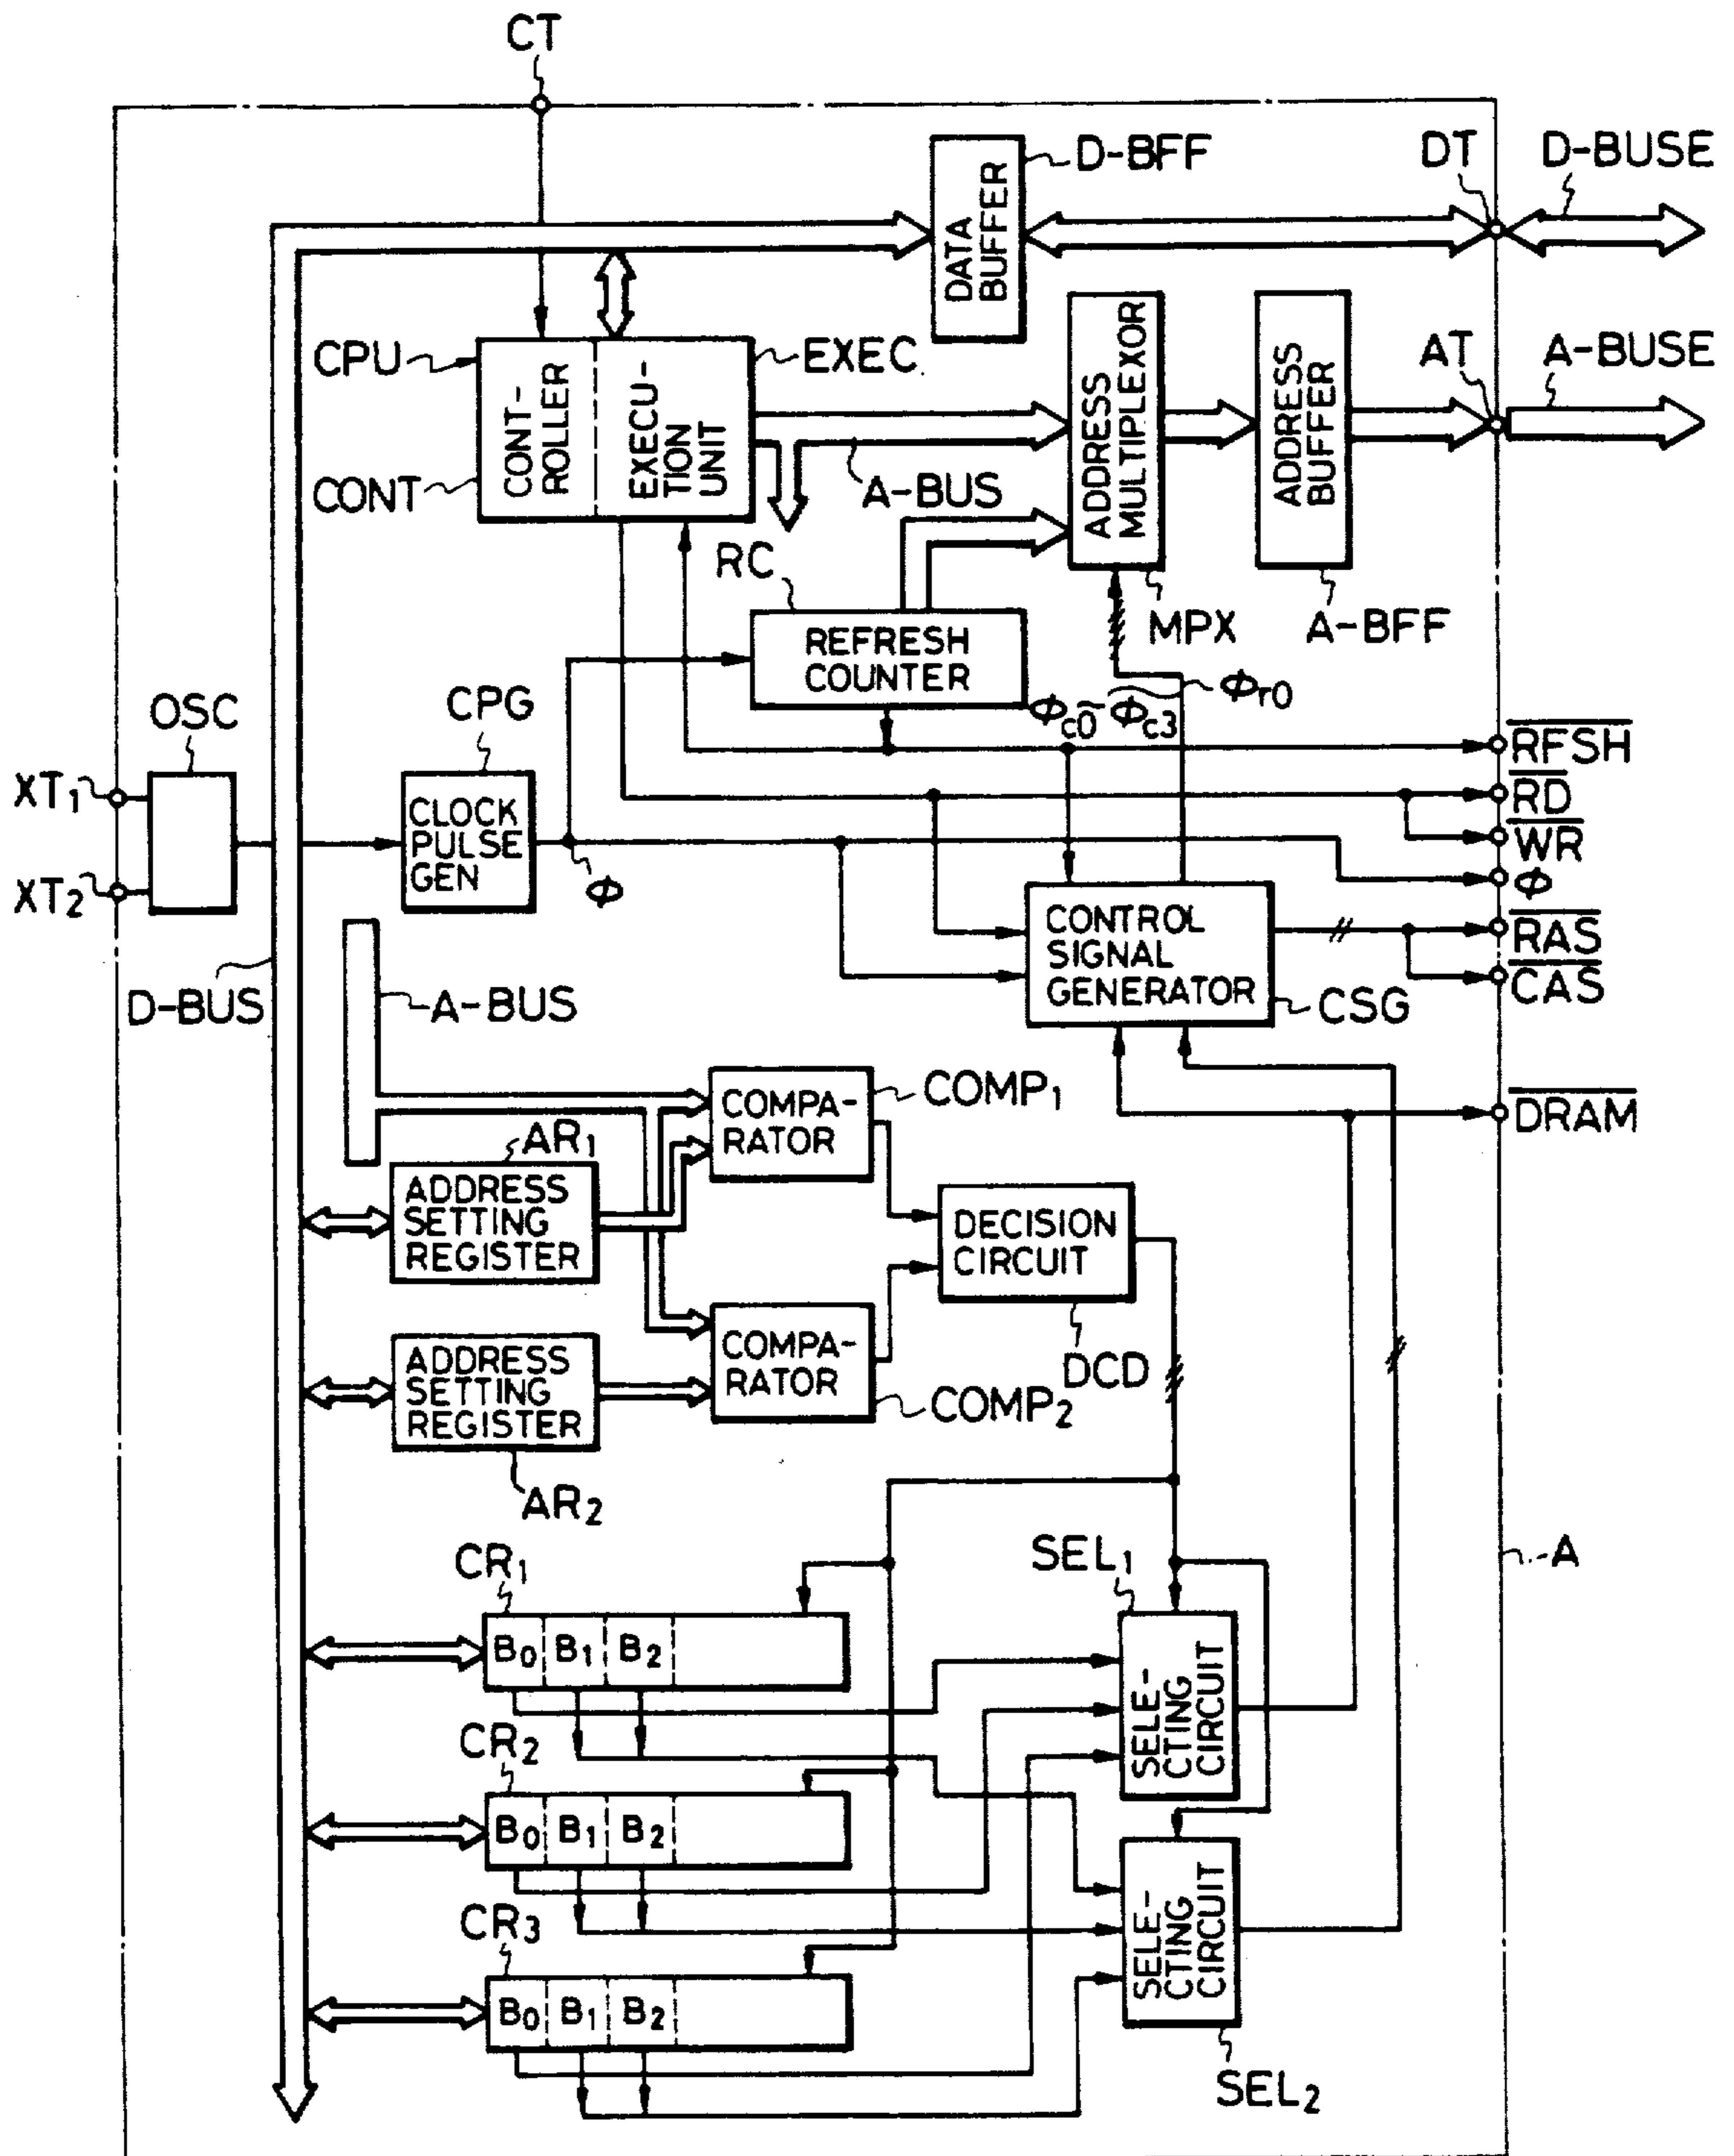 CT
D-BFF
DT
D-BUSE
DATA
BUFFER
CPU
EXEC
CONT-
ROLLER
EXECU-
TION
UNIT
ADDRESS
MULTIPLEXOR
ADDRESS
BUFFER
AT
A-BUSE
CONT
A-BUS
RC
MPX
A-BFF
REFRESH
COUNTER
OSC
CPG
Φc0~Φc3
Φr0
RFSH
XT1
CLOCK
PULSE
GEN
RD
WR
XT2
Φ
Φ
CONTROL
SIGNAL
GENERATOR
RAS
CAS
D-BUS
A-BUS
CSG
COMPA-
RATOR
COMP1
DRAM
AR1
ADDRESS
SETTING
REGISTER
DECISION
CIRCUIT
COMPA-
RATOR
DCD
ADDRESS
SETTING
REGISTER
COMP2
AR2
CR1
SEL1
A
B0 B1 B2
SELE-
CTING
CIRCUIT
CR2
B0 B1 B2
SELE-
CTING
CIRCUIT
CR3
B0 B1 B2
SEL2